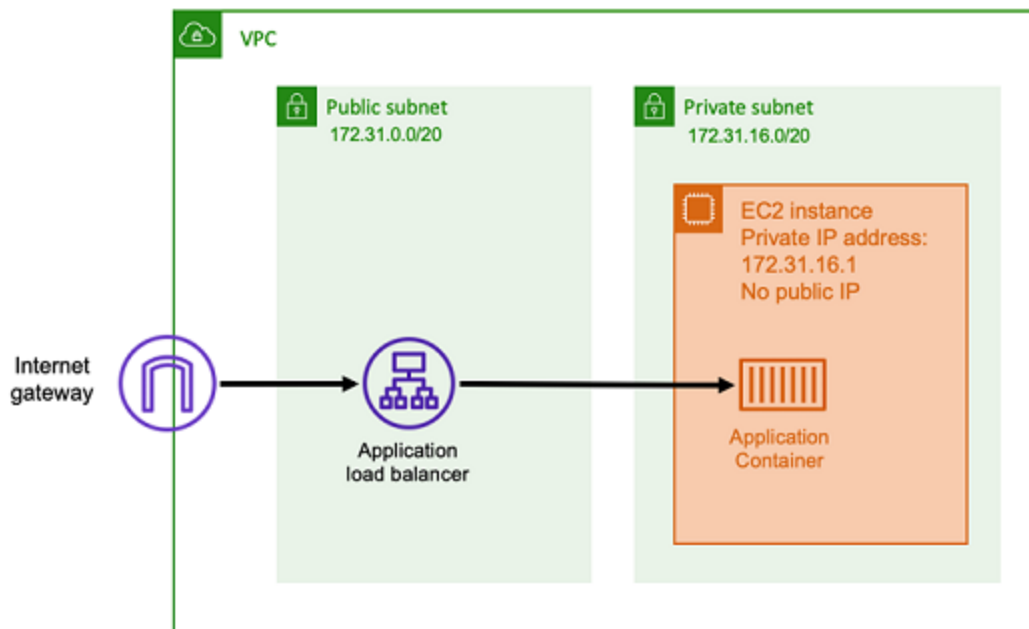 VPC
Public subnet
172.31.0.0/20
Private subnet
172.31.16.0/20
EC2 instance
Private IP address:
172.31.16.1
No public IP
Internet
gateway
Application
load balancer
Application
Container